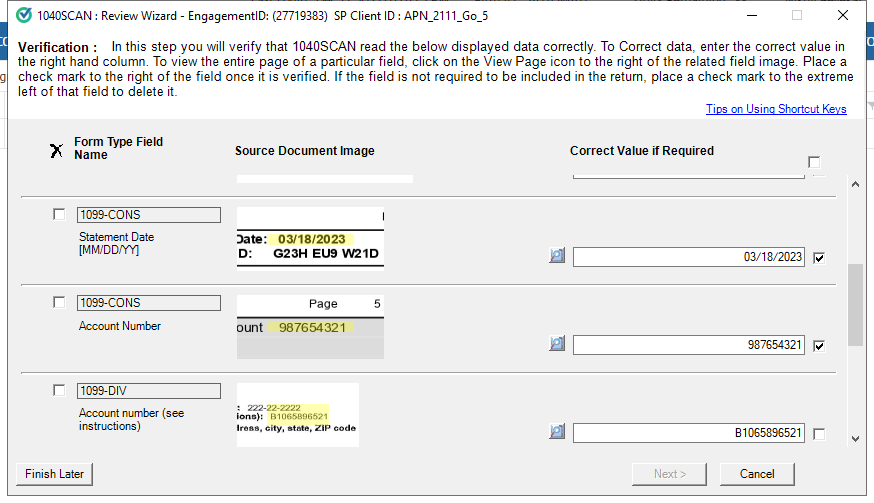 1040SCAN : Review Wizard - EngagementID: (27719383) SP Client ID : APN_2111_Go_5
Verification : In this step you will verify that 1040SCAN read the below displayed data correctly. To Correct data, enter the correct value in
the right hand column. To view the entire page of a particular field, click on the View Page icon to the right of the related field image. Place a
check mark to the right of the field once it is verified. If the field is not required to be included in the return, place a check mark to the extreme
left of that field to delete it.
Tips on Using Shortcut Keys
Form Type Field
Name
Source Document Image
Correct Value if Required
1099-CONS
Statement Date
[MM/DD/YY]
Date: 03/18/2023
D: G23H EU9 W21D
03/18/2023
1099-CONS
Account Number
Page 5
ount 987654321
987654321
1099-DIV
Account number (see
instructions)
: 222-22-2222
ions): B1065896521
dress, city, state, ZIP code
B1065896521
Finish Later
Next >
Cancel